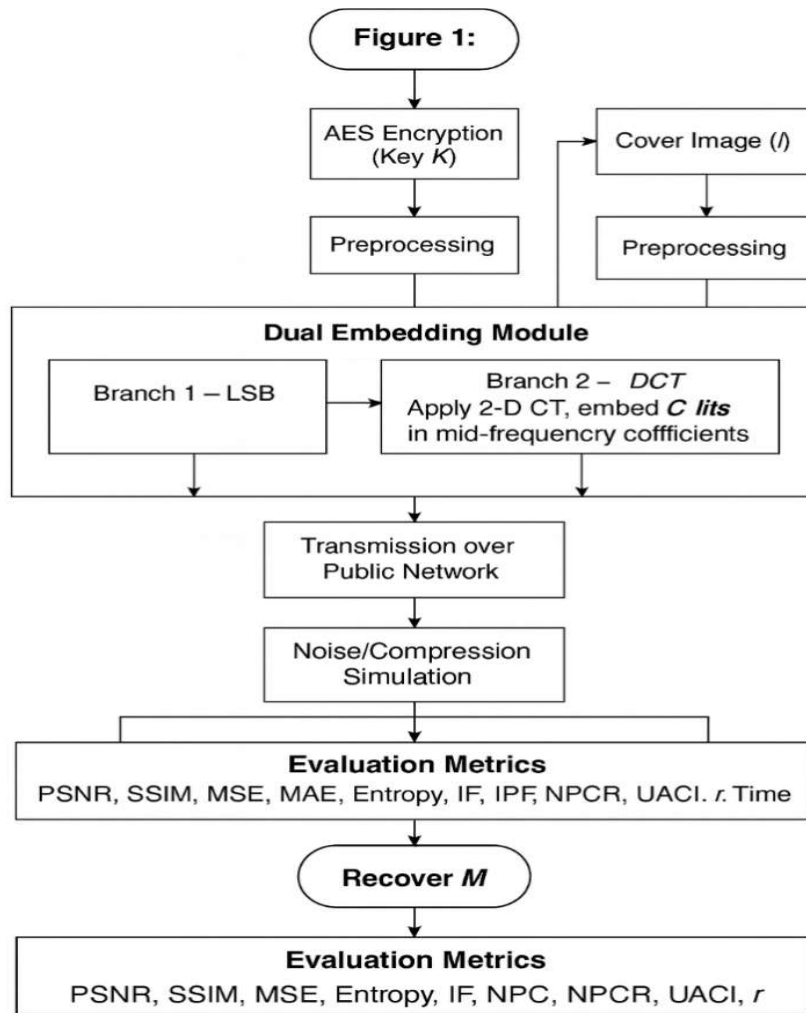 Figure 1:
AES Encryption
(Key K)
Cover Image (I)
Preprocessing
Preprocessing
Dual Embedding Module
Branch 1 – LSB
Branch 2 – DCT
Apply 2-D CT, embed C lits
in mid-frequencry coffficients
Transmission over
Public Network
Noise/Compression
Simulation
Evaluation Metrics
PSNR, SSIM, MSE, MAE, Entropy, IF, IPF, NPCR, UACI. r. Time
Recover M
Evaluation Metrics
PSNR, SSIM, MSE, Entropy, IF, NPC, NPCR, UACI, r